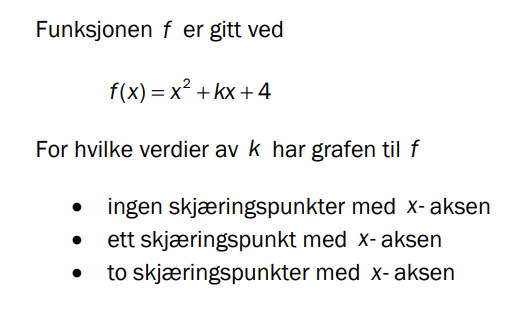 Funksjonen f er gitt ved
f(x) = x² + kx + 4
For hvilke verdier av k har grafen til f
• ingen skjæringspunkter med x- aksen
• ett skjæringspunkt med x- aksen
• to skjæringspunkter med x- aksen